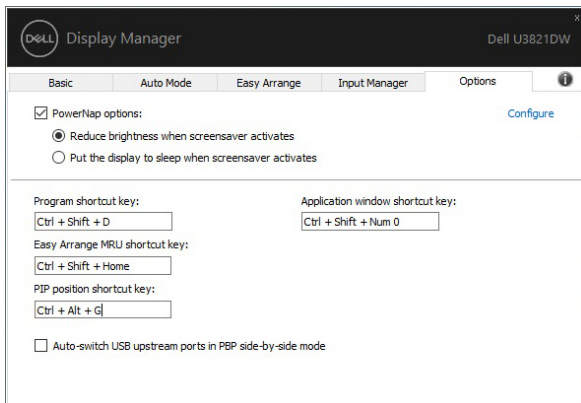 DELL Display Manager
Dell U3821DW
Basic Auto Mode Easy Arrange Input Manager Options
PowerNap options:
Configure
Reduce brightness when screensaver activates
Put the display to sleep when screensaver activates
Program shortcut key:
Application window shortcut key:
Ctrl + Shift + D
Ctrl + Shift + Num 0
Easy Arrange MRU shortcut key:
Ctrl + Shift + Home
PIP position shortcut key:
Ctrl + Alt + G
Auto-switch USB upstream ports in PBP side-by-side mode